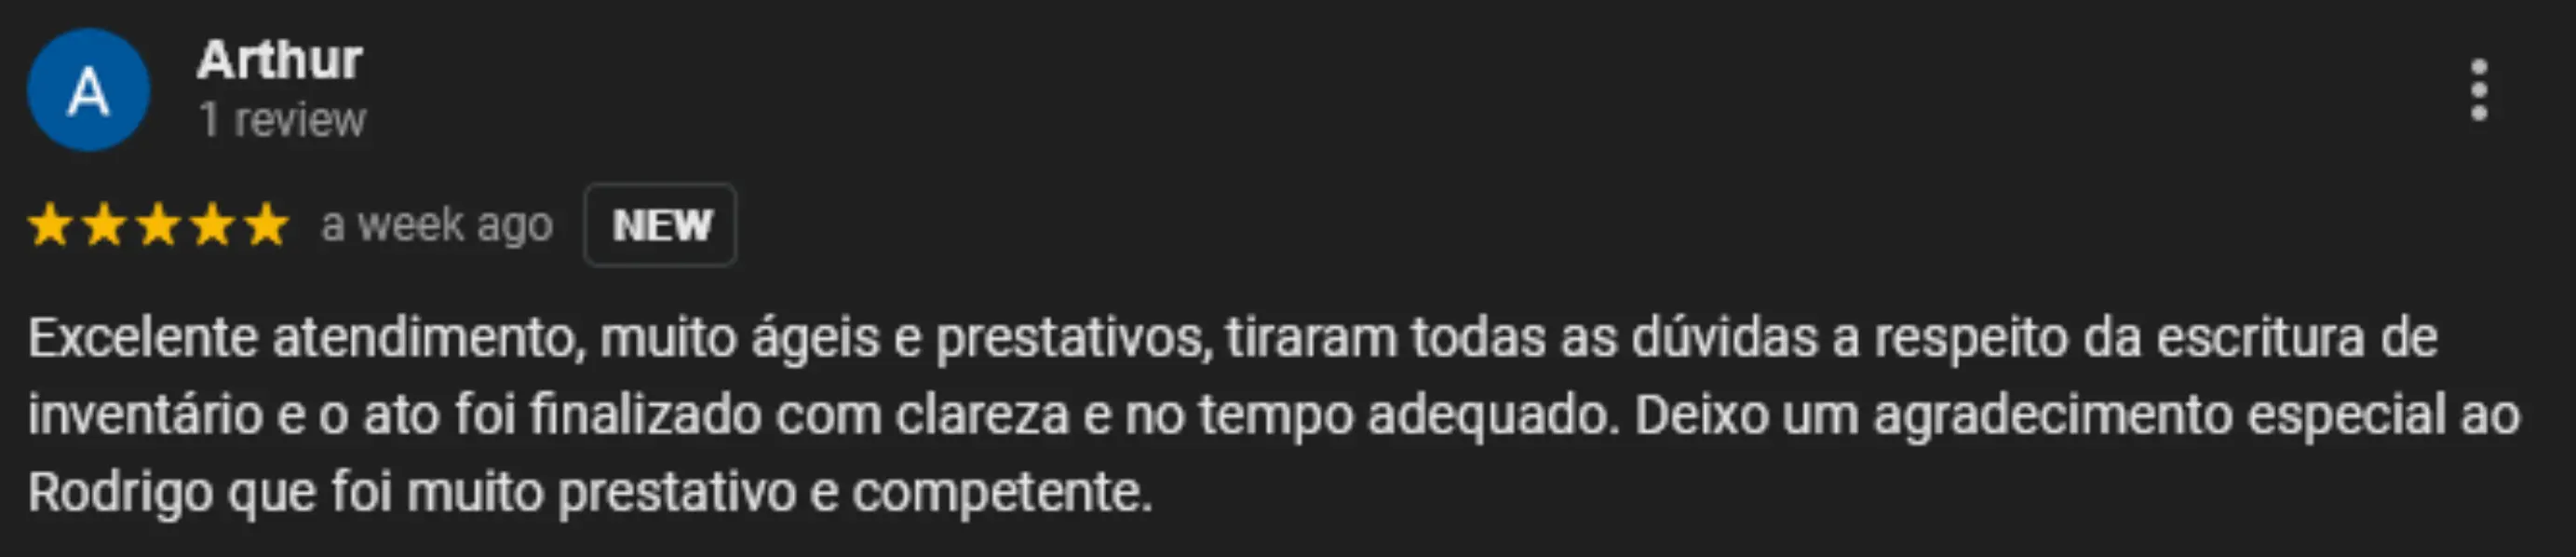 A
Arthur
1 review
a week ago NEW
Excelente atendimento, muito ágeis e prestativos, tiraram todas as dúvidas a respeito da escritura de
inventário e o ato foi finalizado com clareza e no tempo adequado. Deixo um agradecimento especial ao
Rodrigo que foi muito prestativo e competente.